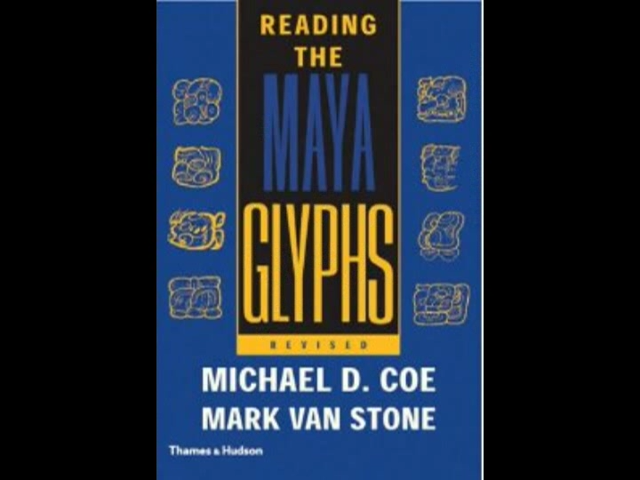 READING
THE
MAYA
GLYPHS
REVISED
MICHAEL D. COE
MARK VAN STONE
Thames & Hudson